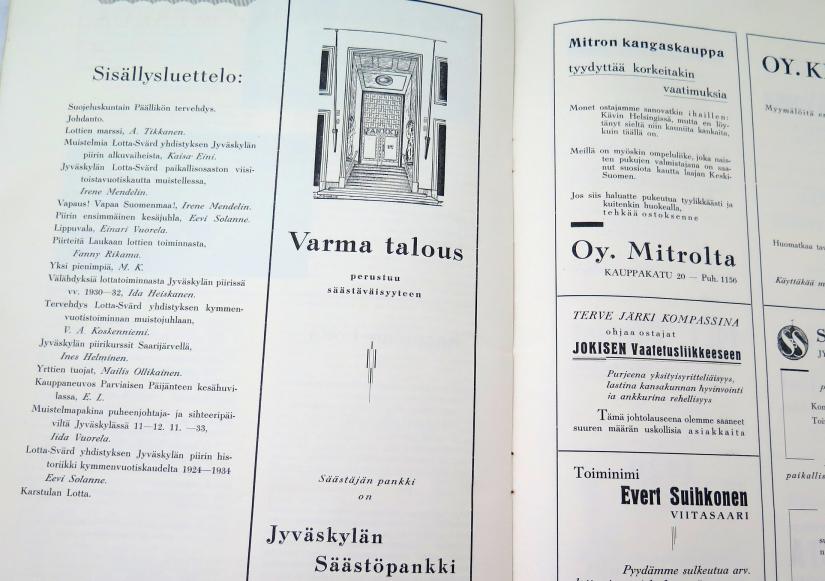 Sisällysluettelo:
Suojeluskuntain Päällikön tervehdys.
Johdanto.
Lottien marssi, A. Tikkanen.
Muistelmia Lotta-Svärd yhdistyksen Jyväskylän
piirin alkuvaiheista, Kaisa Eini.
Jyväskylän Lotta-Svärd paikallisosaston viisi-
toistavuotiskautta muistellessa,
Irene Mendelin.
Vapaus! Vapaa Suomenmaa!, Irene Mendelin.
Piirin ensimmäinen kesäjuhla, Eevi Solanne.
Lippuvala, Einari Vuorela.
Piirteitä Laukaan lottien toiminnasta,
Fanny Rikama.
Yksi pienimpiä, M. K.
Välähdyksiä lottatoiminnasta Jyväskylän piirissä
vv. 1930—32, Ida Heiskanen.
Tervehdys Lotta-Svärd yhdistyksen kymmen-
vuotistoiminnan muistojuhlaan,
V. A. Koskenniemi.
Jyväskylän piirikurssit Saarijärvellä,
Ines Helminen.
Yrttien tuojat, Mailis Ollikainen.
Kauppaneuvos Parviaisen Päijänteen kesähuvi-
lassa, E. L.
Muistelmapakina puheenjohtaja- ja sihteeripäi-
viltä Jyväskylässä 11—12. 11. —33,
Iida Vuorela.
Lotta-Svärd yhdistyksen Jyväskylän piirin his-
toriikki kymmenvuotiskaudelta 1924—1934
Eevi Solanne.
Karstulan Lotta.
PANKKI
Varma talous
perustuu
säästäväisyyteen
Säästäjän pankki
on
Jyväskylän
Säästöpankki
Mitron kangaskauppa
tyydyttää korkeitakin
vaatimuksia
Monet ostajamme sanovatkin ihaillen:
Kävin Helsingissä, mutta en löy-
tänyt sieltä niin kauniita kankaita,
kuin täällä on.
Meillä on myöskin ompeluliike, joka nais-
ten pukujen valmistajana on saa-
nut suosiota kautta laajan Keski-
Suomen.
Jos siis haluatte pukeutua tyylikkäästi ja
kuitenkin huokealla,
tehkää ostoksenne
Oy. Mitrolta
KAUPPAKATU 20 — Puh. 1156
TERVE JÄRKI KOMPASSINA
ohjaa ostajat
JOKISEN Vaatetusliikkeeseen
Purjeena yksityisyritteliäisyys,
lastina kansakunnan hyvinvointi
ja ankkurina rehellisyys
Tämä johtolauseena olemme saaneet
suuren määrän uskollisia asiakkaita
Toiminimi
Evert Suihkonen
VIITASAARI
Pyydämme sulkeutua arv.
OY. K
Myymälöitä
Huomatkaa
Käyttäkää
S